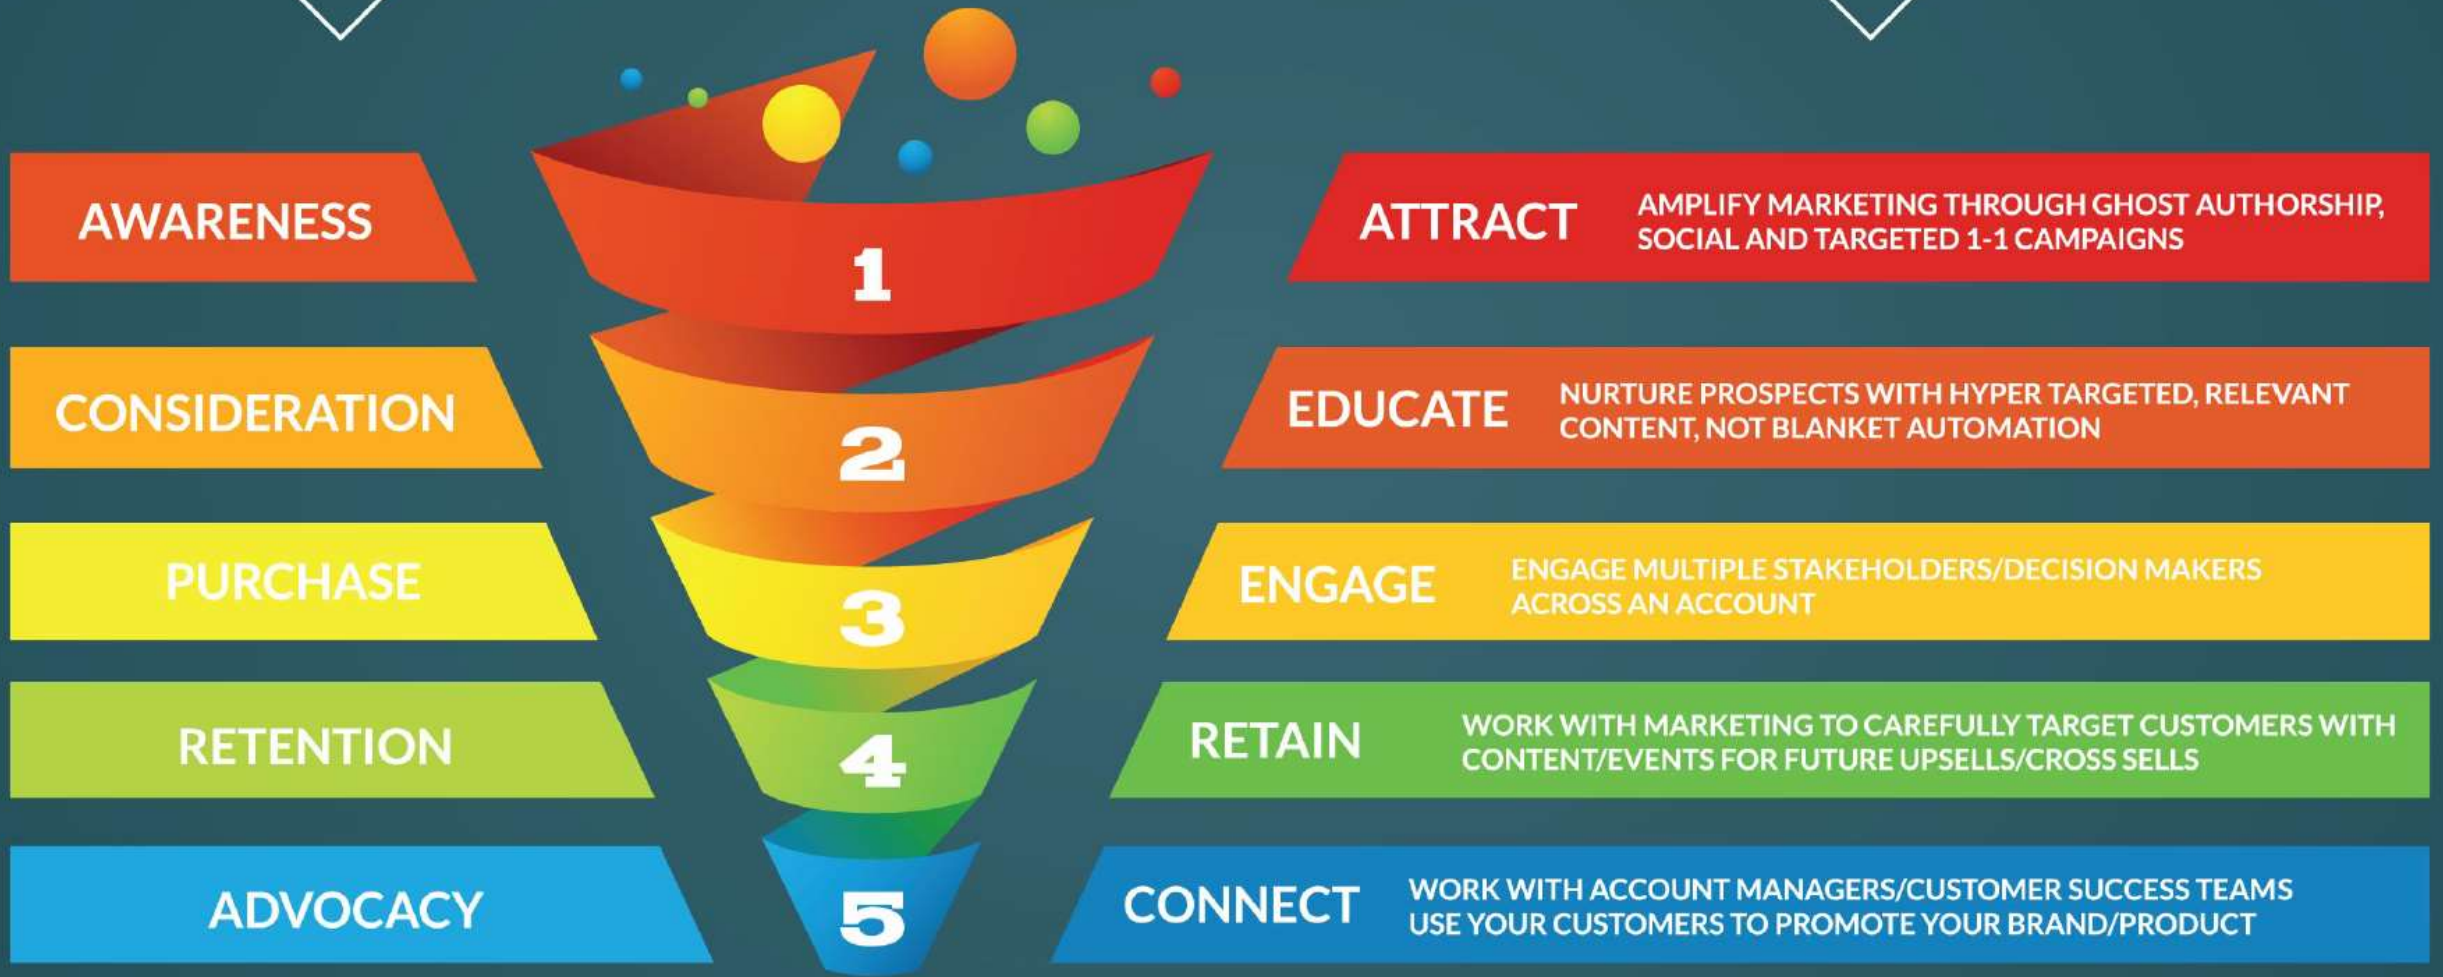 AWARENESS
1
ATTRACT
AMPLIFY MARKETING THROUGH GHOST AUTHORSHIP,
SOCIAL AND TARGETED 1-1 CAMPAIGNS
CONSIDERATION
2
EDUCATE
NURTURE PROSPECTS WITH HYPER TARGETED, RELEVANT
CONTENT, NOT BLANKET AUTOMATION
PURCHASE
3
ENGAGE
ENGAGE MULTIPLE STAKEHOLDERS/DECISION MAKERS
ACROSS AN ACCOUNT
RETENTION
4
RETAIN
WORK WITH MARKETING TO CAREFULLY TARGET CUSTOMERS WITH
CONTENT/EVENTS FOR FUTURE UPSELLS/CROSS SELLS
ADVOCACY
5
CONNECT
WORK WITH ACCOUNT MANAGERS/CUSTOMER SUCCESS TEAMS
USE YOUR CUSTOMERS TO PROMOTE YOUR BRAND/PRODUCT